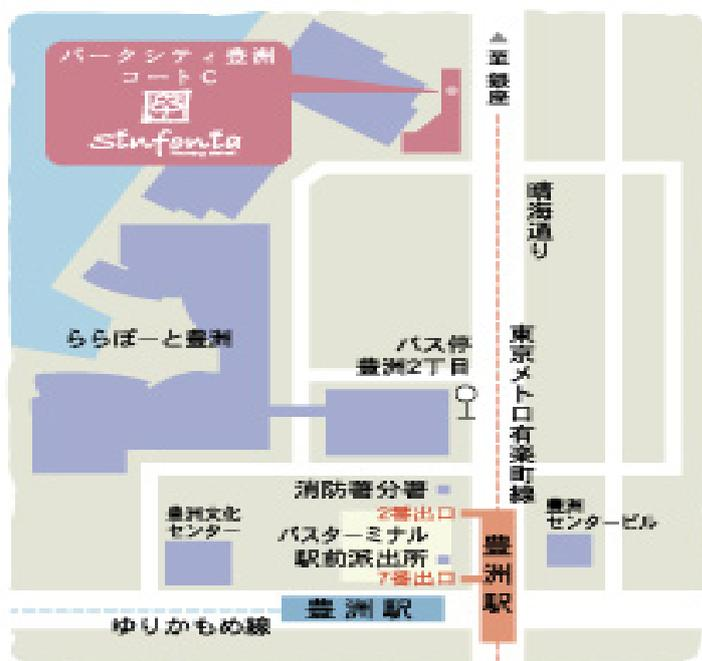 パークシティ豊洲
コートC
Sinfonia
至銀座
晴海通り
ららぽーと豊洲
バス停
豊洲2丁目
東京メトロ有楽町線
消防署分署
2番出口
豊洲文化
センター
バスターミナル
駅前派出所
7番出口
豊洲
センタービル
豊洲駅
豊洲駅
ゆりかもめ線